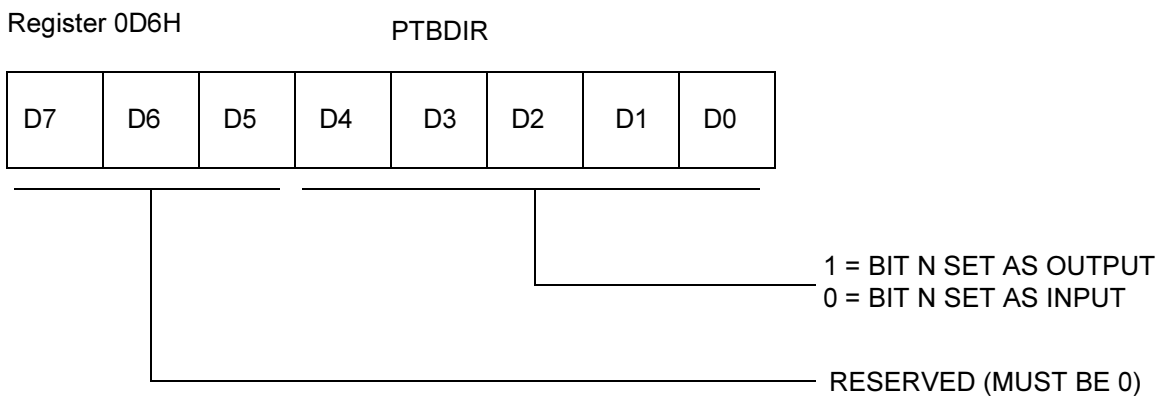 Register 0D6H
PTBDIR
D7 D6 D5 D4 D3 D2 D1 D0
1 = BIT N SET AS OUTPUT
0 = BIT N SET AS INPUT
RESERVED (MUST BE 0)